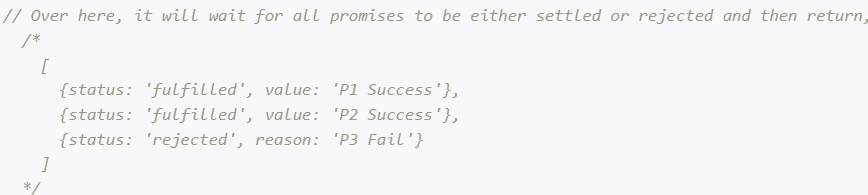 // Over here, it will wait for all promises to be either settled or rejected and then return,
/*
[
{status: 'fulfilled', value: 'P1 Success'},
{status: 'fulfilled', value: 'P2 Success'},
{status: 'rejected', reason: 'P3 Fail'}
]
*/